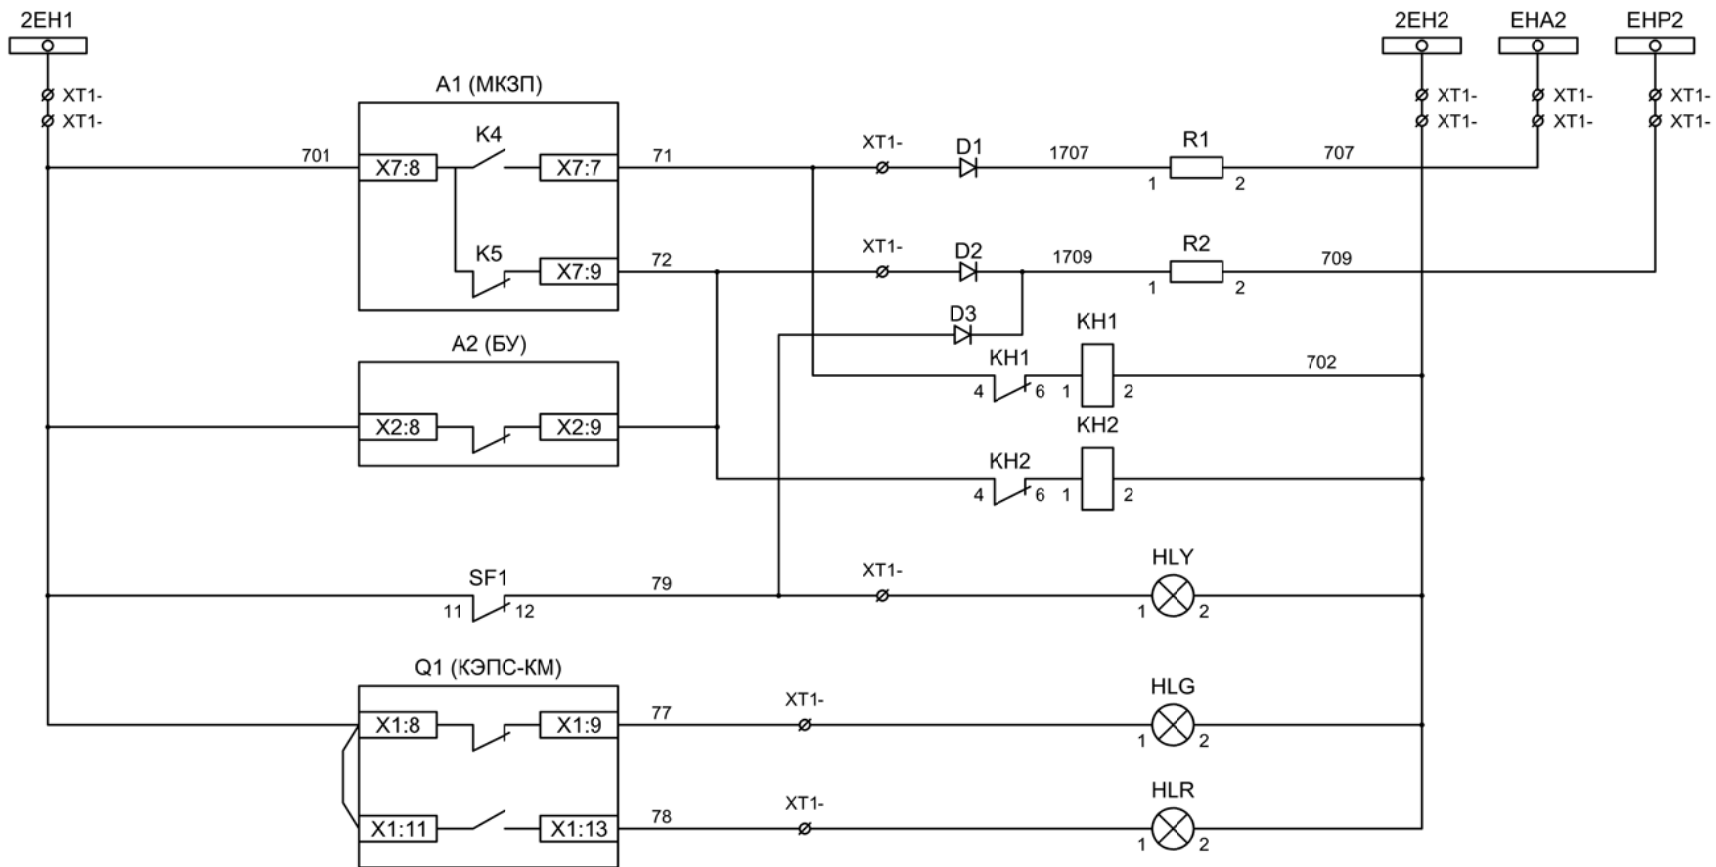 2EH1
2EH2
EHA2
EHP2
XT1-
XT1-
XT1-
XT1-
XT1-
XT1-
XT1-
XT1-
A1 (МКЗП)
701
X7:8
K4
X7:7
71
XT1-
D1
1707
R1
1
2
707
K5
X7:9
72
XT1-
D2
1709
R2
1
2
709
D3
A2 (БУ)
KH1
4
6
KH1
1
2
702
X2:8
X2:9
KH2
4
6
KH2
1
2
SF1
11
12
79
XT1-
HLY
1
2
Q1 (КЭПС-КМ)
X1:8
X1:9
77
XT1-
HLG
1
2
X1:11
X1:13
78
XT1-
HLR
1
2